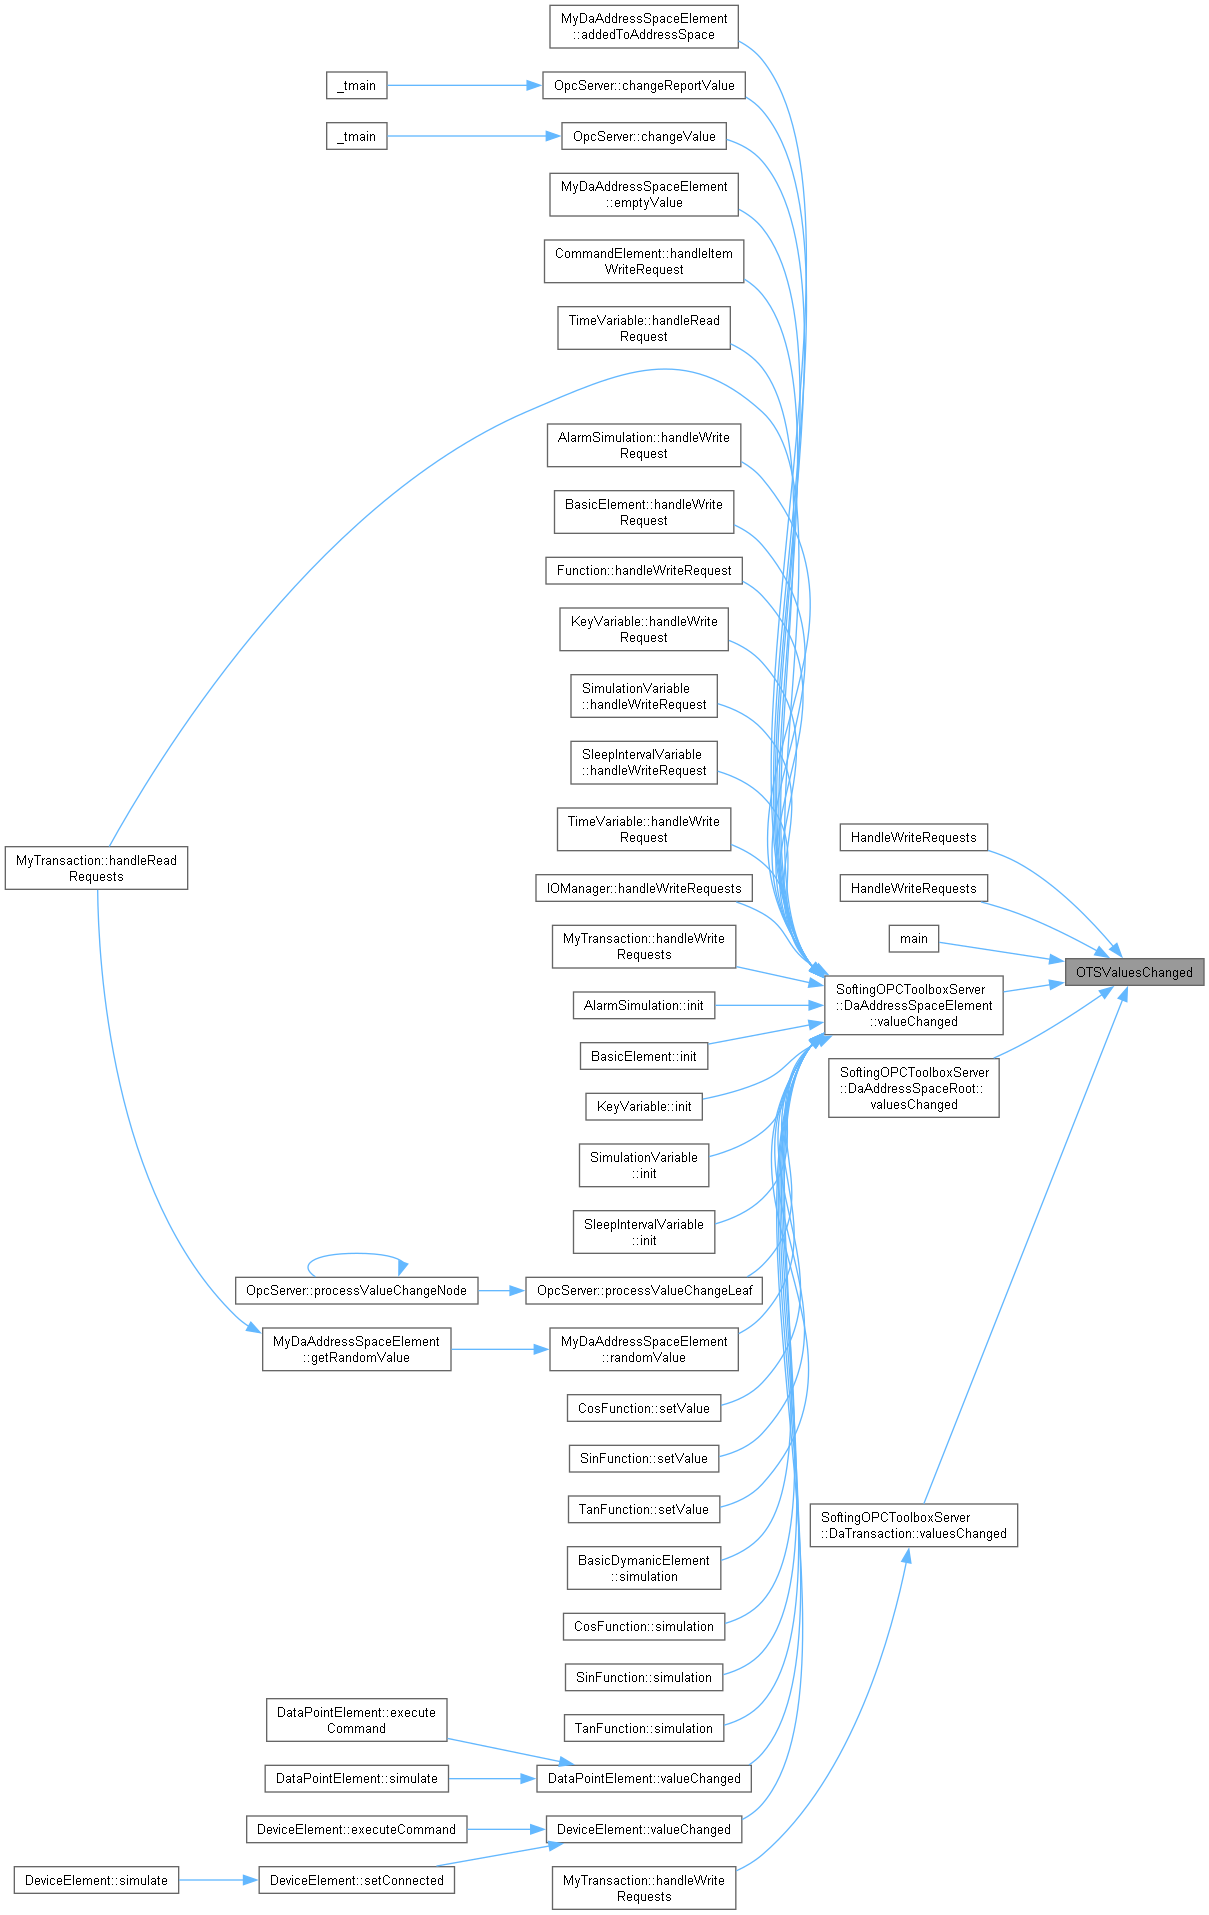 MyDaAddressSpaceElement
::addedToAddressSpace
_tmain
OpcServer::changeReportValue
_tmain
OpcServer::changeValue
MyDaAddressSpaceElement
::emptyValue
CommandElement::handleItem
WriteRequest
TimeVariable::handleRead
Request
AlarmSimulation::handleWrite
Request
BasicElement::handleWrite
Request
Function::handleWriteRequest
KeyVariable::handleWrite
Request
SimulationVariable
::handleWriteRequest
SleepIntervalVariable
::handleWriteRequest
TimeVariable::handleWrite
Request
HandleWriteRequests
MyTransaction::handleRead
Requests
IOManager::handleWriteRequests
HandleWriteRequests
MyTransaction::handleWrite
Requests
main
OTSValuesChanged
SoftingOPCToolboxServer
::DaAddressSpaceElement
::valueChanged
AlarmSimulation::init
BasicElement::init
SoftingOPCToolboxServer
::DaAddressSpaceRoot::
valuesChanged
KeyVariable::init
SimulationVariable
::init
SleepIntervalVariable
::init
OpcServer::processValueChangeNode
OpcServer::processValueChangeLeaf
MyDaAddressSpaceElement
::getRandomValue
MyDaAddressSpaceElement
::randomValue
CosFunction::setValue
SinFunction::setValue
TanFunction::setValue
SoftingOPCToolboxServer
::DaTransaction::valuesChanged
BasicDymanicElement
::simulation
CosFunction::simulation
SinFunction::simulation
DataPointElement::execute
Command
TanFunction::simulation
DataPointElement::simulate
DataPointElement::valueChanged
DeviceElement::executeCommand
DeviceElement::valueChanged
DeviceElement::simulate
DeviceElement::setConnected
MyTransaction::handleWrite
Requests